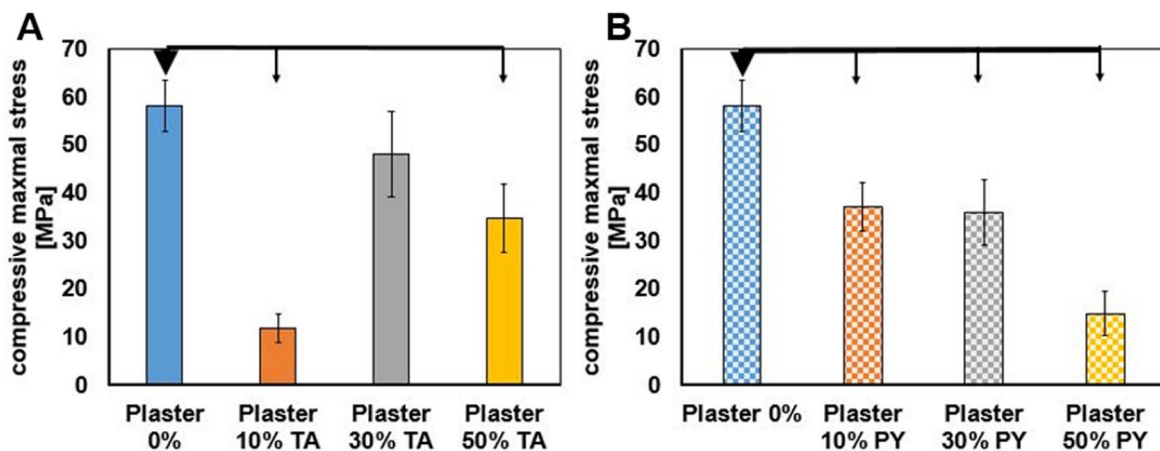 A
compressive maxmal stress
[MPa]
70
60
50
40
30
20
10
0
Plaster
0%
Plaster
10% TA
Plaster
30% TA
Plaster
50% TA
B
compressive maxmal stress
[MPa]
70
60
50
40
30
20
10
0
Plaster 0%
Plaster
10% PY
Plaster
30% PY
Plaster
50% PY